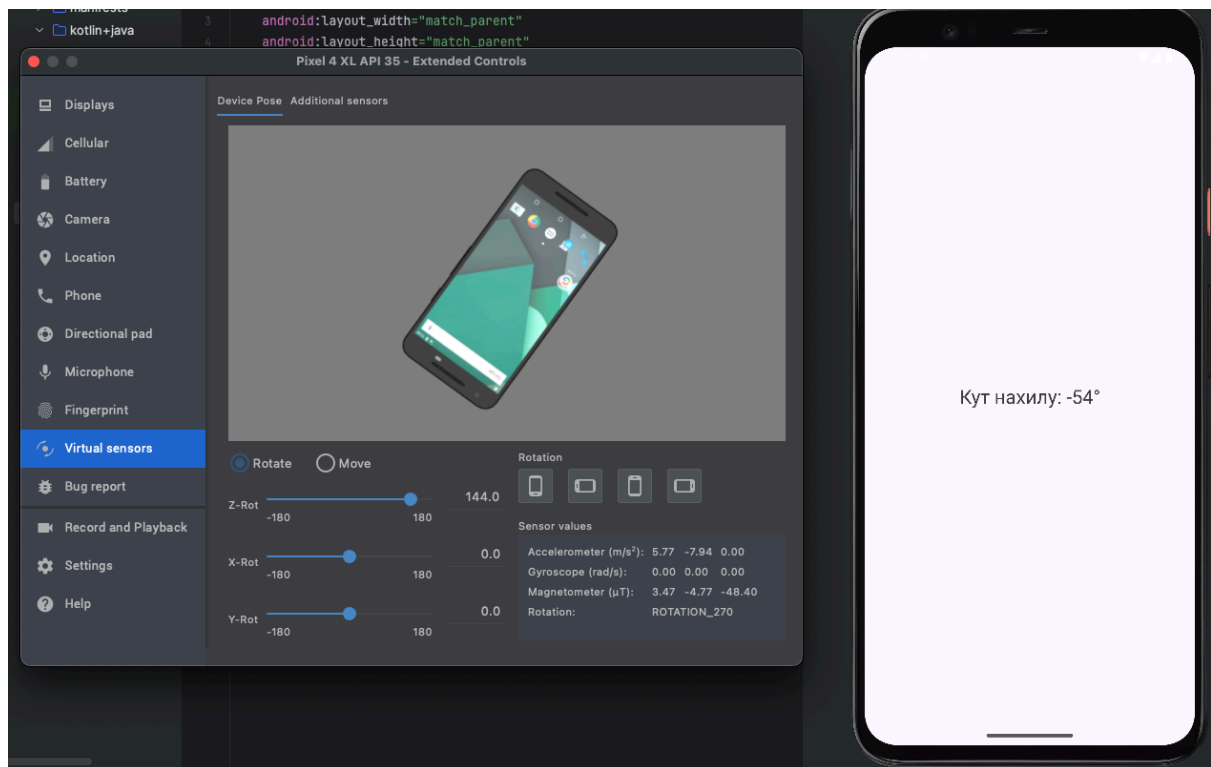 manifests
kotlin+java
3 android:layout_width="match_parent"
4 android:layout_height="match_parent"
Pixel 4 XL API 35 - Extended Controls
Displays
Cellular
Battery
Camera
Location
Phone
Directional pad
Microphone
Fingerprint
Virtual sensors
Bug report
Record and Playback
Settings
Help
Device Pose Additional sensors
Rotate Move
Z-Rot 144.0
-180 180
X-Rot 0.0
-180 180
Y-Rot 0.0
-180 180
Rotation
Sensor values
Accelerometer (m/s²): 5.77 -7.94 0.00
Gyroscope (rad/s): 0.00 0.00 0.00
Magnetometer (μT): 3.47 -4.77 -48.40
Rotation: ROTATION_270
Кут нахилу: -54°